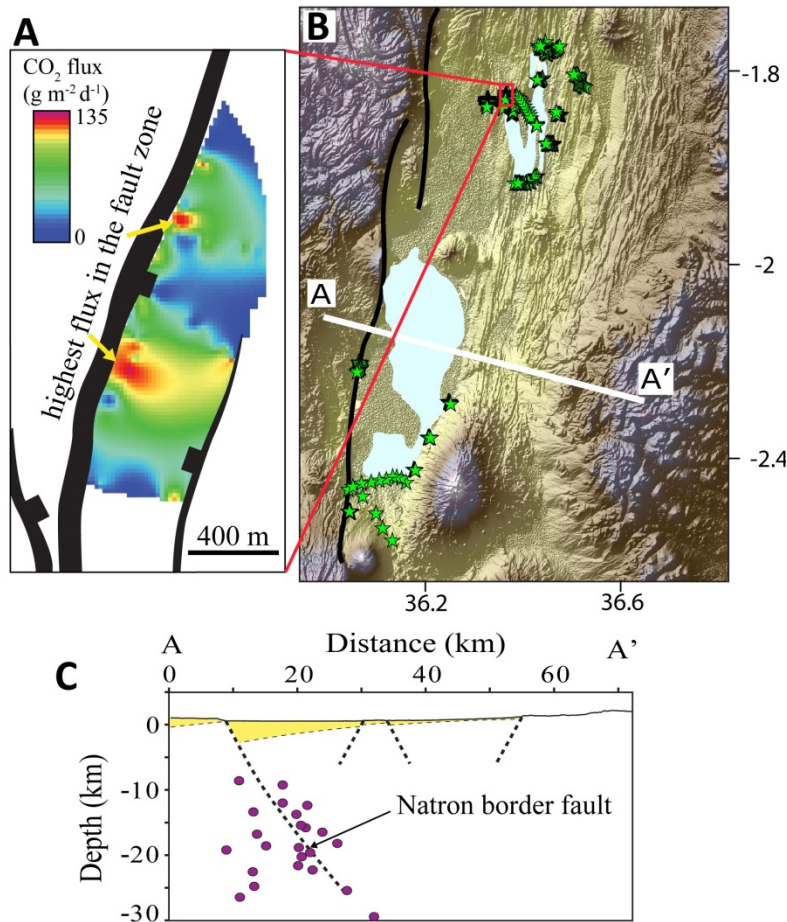 A
CO2 flux
(g m-2 d-1)
135
0
highest flux in the fault zone
400 m
B
A
A'
-1.8
-2
-2.4
36.2
36.6
C
A
Distance (km)
A'
0
20
40
60
Depth (km)
0
-10
-20
-30
Natron border fault